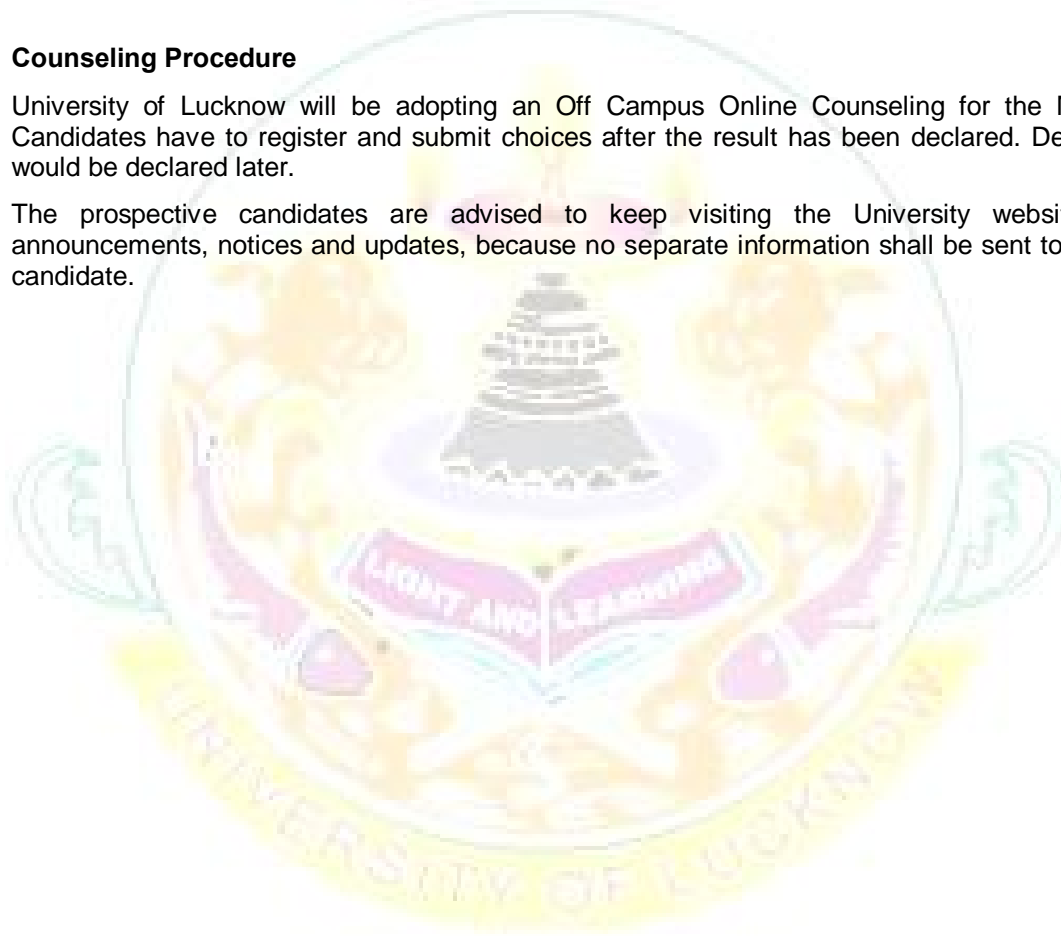 Counseling Procedure
University of Lucknow will be adopting an Off Campus Online Counseling for the
Candidates have to register and submit choices after the result has been declared.
would be declared later.
The prospective candidates are advised to keep visiting the University
announcements, notices and updates, because no separate information shall be sent to
candidate.
LIGHT AND LEARNING
UNIVERSITY OF LUCKNOW